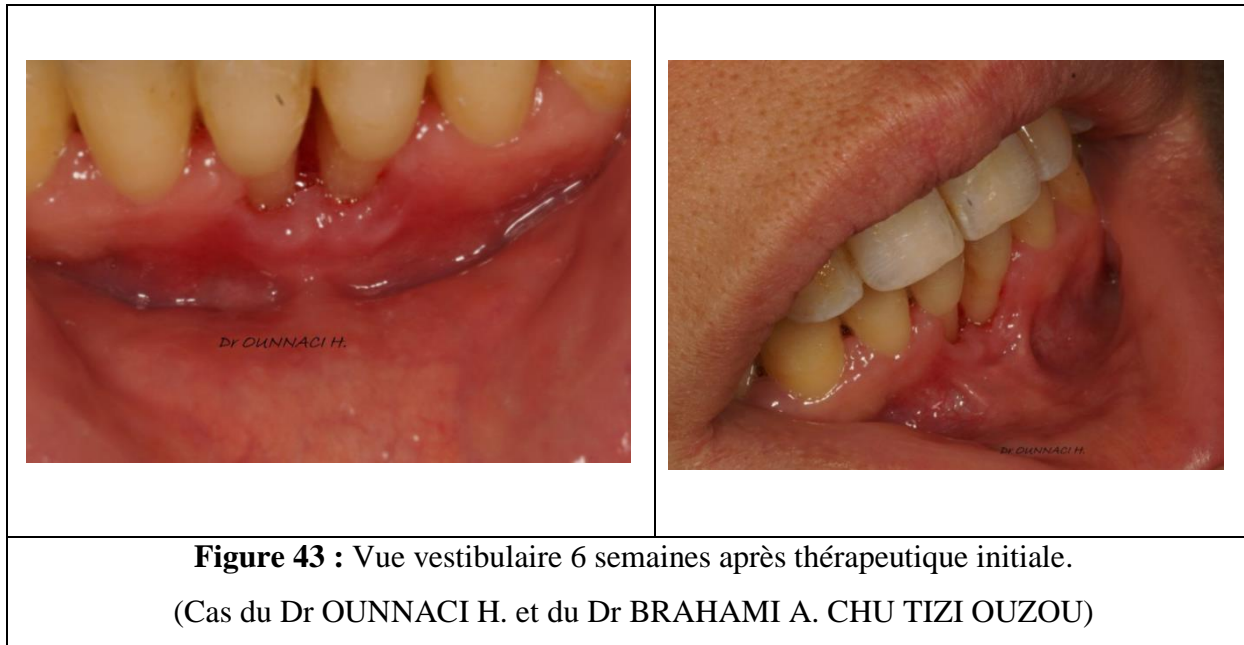 Dr OUNNACI H.
Dr OUNNACI H.
Figure 43 : Vue vestibulaire 6 semaines après thérapeutique initiale.
(Cas du Dr OUNNACI H. et du Dr BRAHAMI A. CHU TIZI OUZOU)